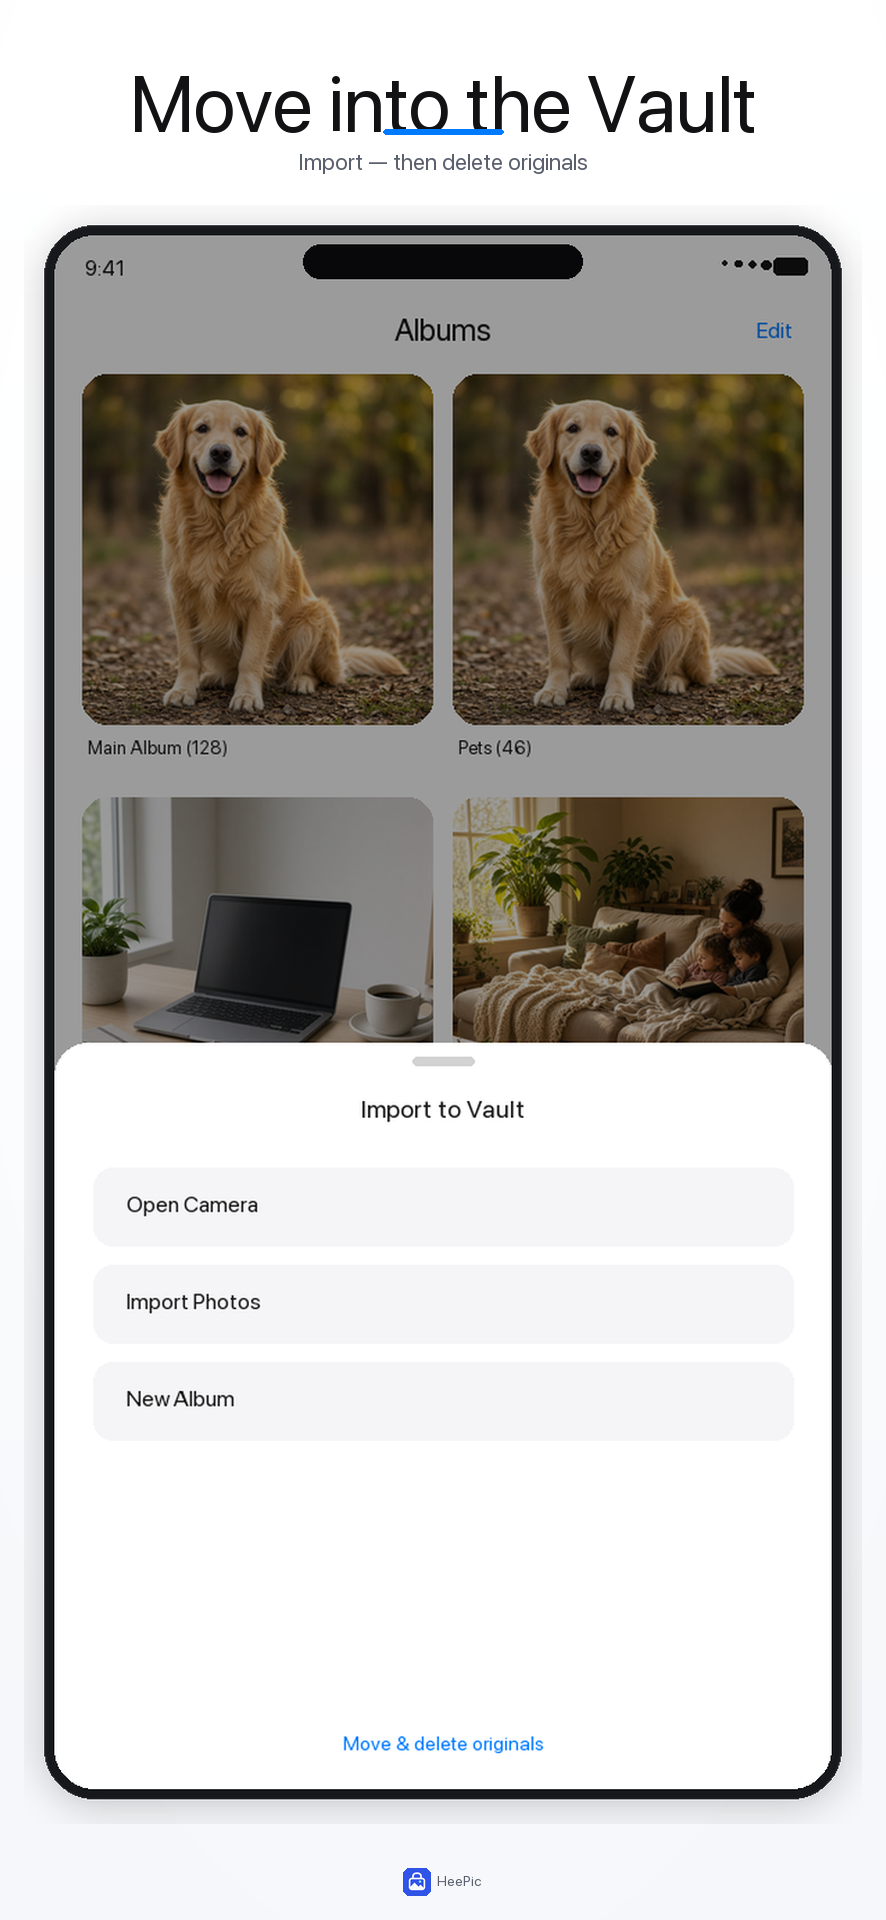 Move into the Vault
Import — then delete originals
9:41
Albums
Edit
Main Album (128)
Pets (46)
Import to Vault
Open Camera
Import Photos
New Album
Move & delete originals
HeePic